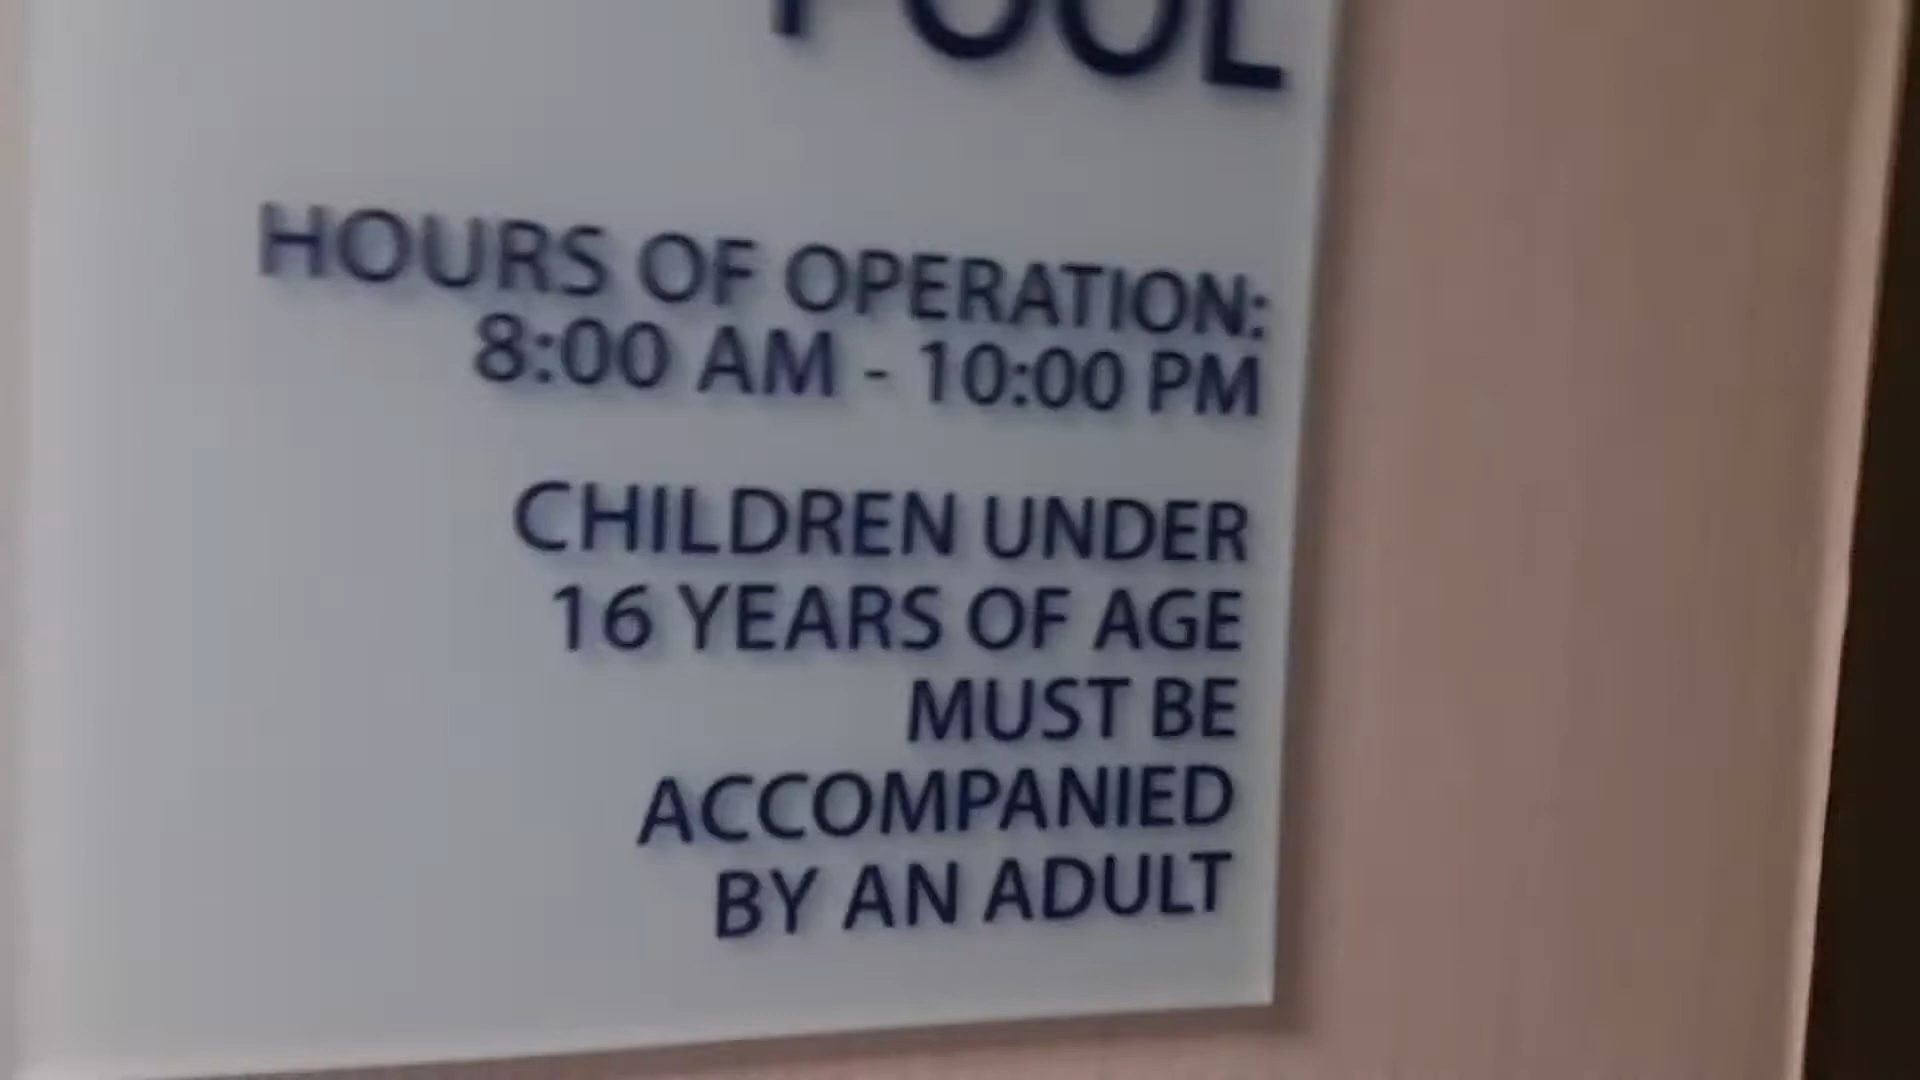 POOL
HOURS OF OPERATION:
8:00 AM - 10:00 PM
CHILDREN UNDER
16 YEARS OF AGE
MUST BE
ACCOMPANIED
BY AN ADULT